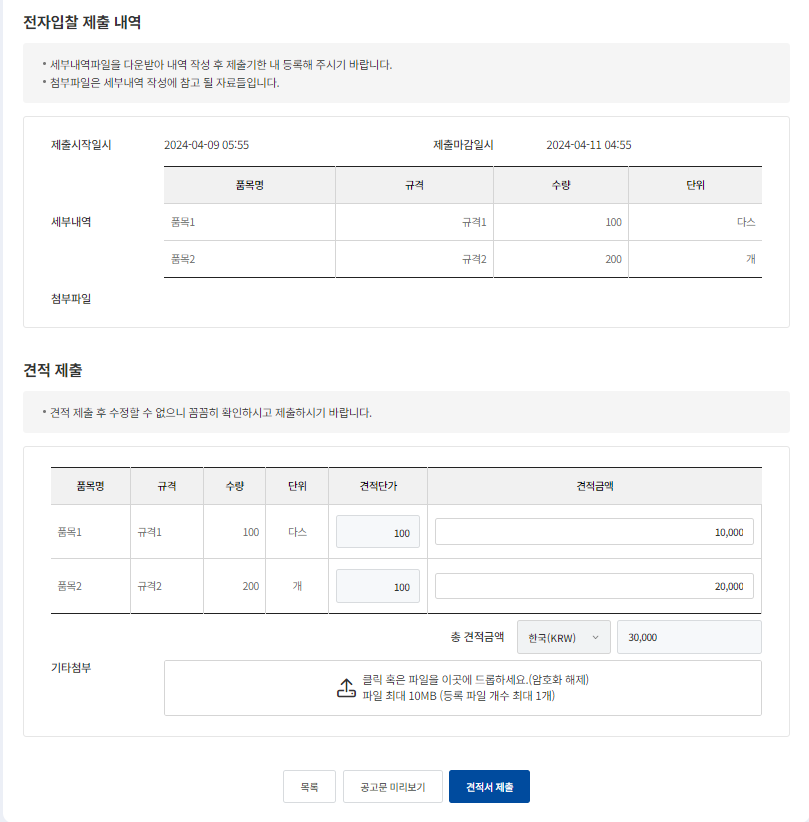 전자입찰 제출 내역
• 세부내역파일을 다운받아 내역 작성 후 제출기한 내 등록해 주시기 바랍니다.
• 첨부파일은 세부내역 작성에 참고 될 자료들입니다.
제출시작일시 2024-04-09 05:55 제출마감일시 2024-04-11 04:55
세부내역
품목명 규격 수량 단위
품목1 규격1 100 다스
품목2 규격2 200 개
첨부파일
견적 제출
• 견적 제출 후 수정할 수 없으니 꼼꼼히 확인하시고 제출하시기 바랍니다.
품목명 규격 수량 단위 견적단가 견적금액
품목1 규격1 100 다스 100 10,000
품목2 규격2 200 개 100 20,000
총 견적금액 한국(KRW) 30,000
기타첨부
클릭 혹은 파일을 이곳에 드롭하세요.(암호화 해제)
파일 최대 10MB (등록 파일 개수 최대 1개)
목록 공고문 미리보기 견적서 제출